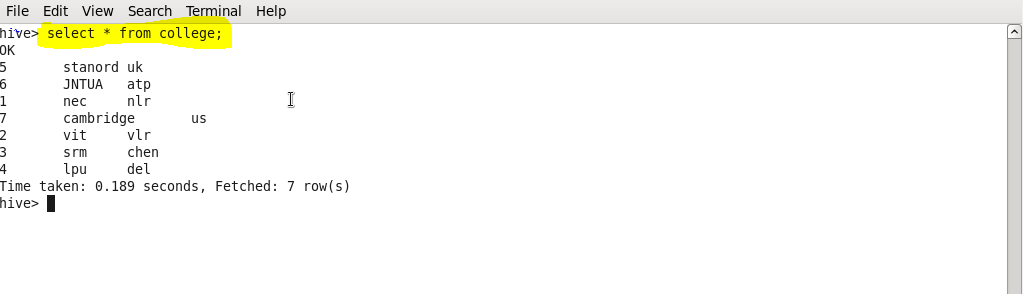 File Edit View Search Terminal Help
hive> select * from college;
OK
5 stanord uk
6 JNTUA atp
1 nec nlr
7 cambridge us
2 vit vlr
3 srm chen
4 lpu del
Time taken: 0.189 seconds, Fetched: 7 row(s)
hive>